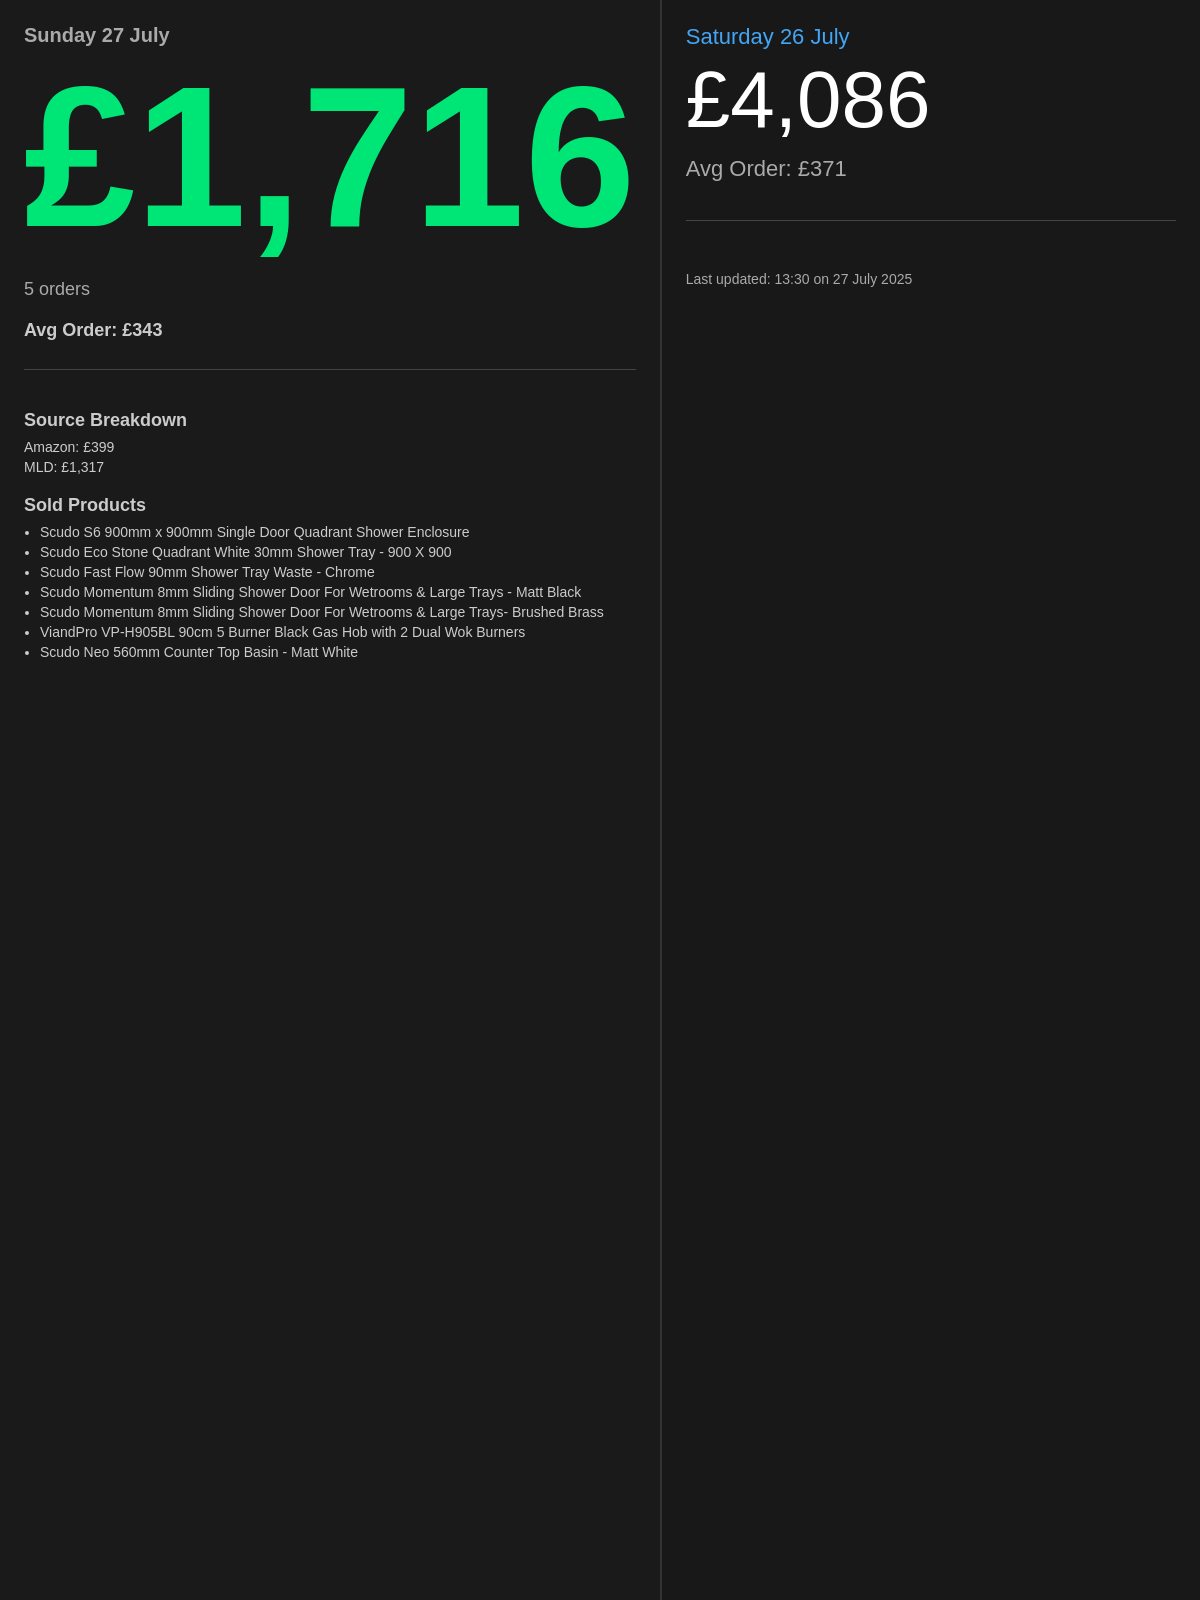 Sunday 27 July
£1,716
5 orders
Avg Order: £343
Source Breakdown
Amazon: £399
MLD: £1,317
Sold Products
• Scudo S6 900mm x 900mm Single Door Quadrant Shower Enclosure
• Scudo Eco Stone Quadrant White 30mm Shower Tray - 900 X 900
• Scudo Fast Flow 90mm Shower Tray Waste - Chrome
• Scudo Momentum 8mm Sliding Shower Door For Wetrooms & Large Trays - Matt Black
• Scudo Momentum 8mm Sliding Shower Door For Wetrooms & Large Trays- Brushed Brass
• ViandPro VP-H905BL 90cm 5 Burner Black Gas Hob with 2 Dual Wok Burners
• Scudo Neo 560mm Counter Top Basin - Matt White
Saturday 26 July
£4,086
Avg Order: £371
Last updated: 13:30 on 27 July 2025